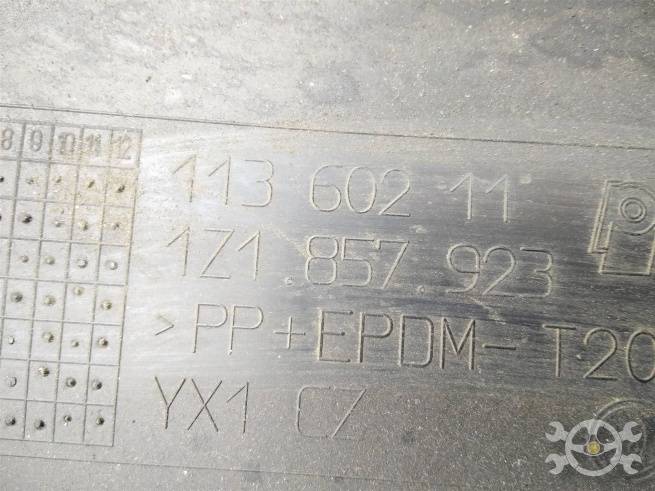 8 9 10 11 12
113 602 11
1Z1.857.923
>PP+EPDM-T20
YX1 CZ